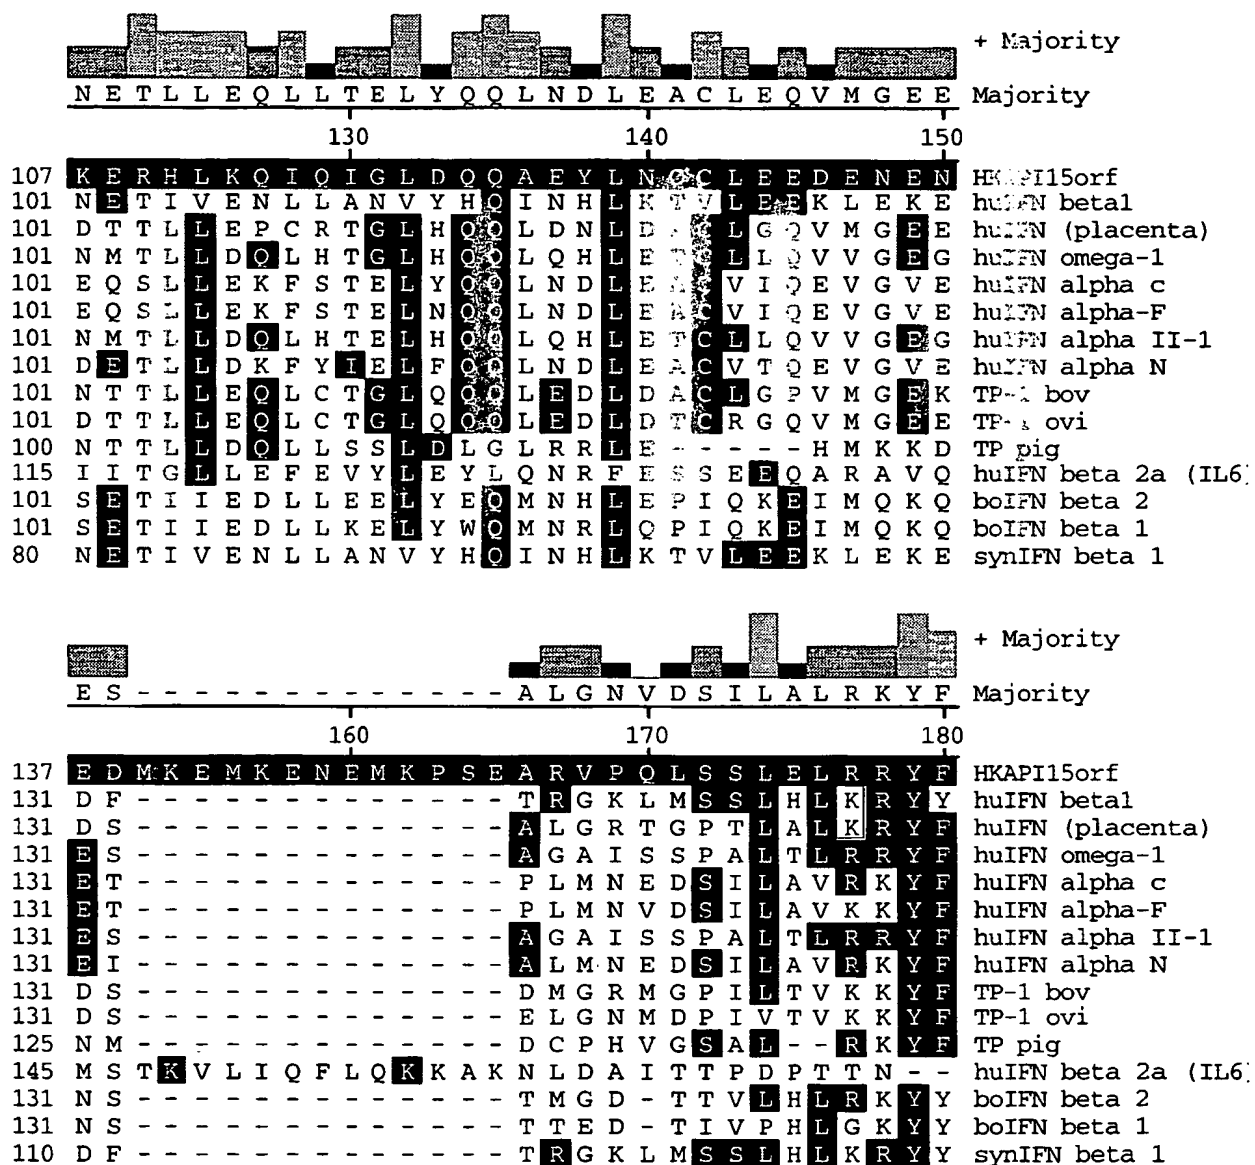 + Majority
N E T L L E Q L L T E L Y Q Q L N D L E A C L E Q V M G E E Majority
130 140 150
107 K E R H L K Q I Q I G L D Q Q A E Y L N Q C L E E D E N E N HKAPI15orf
101 N E T I V E N L L A N V Y H Q I N H L K T V L E E K L E K E huIFN beta1
101 D T T L L E P C R T G L H Q Q L D N L D A C L G Q V M G E E huIFN (placenta)
101 N M T L L D Q L H T G L H Q Q L Q H L E T C L L Q V V G E G huIFN omega-1
101 E Q S L L E K F S T E L Y Q Q L N D L E A C V I Q E V G V E huIFN alpha c
101 E Q S L L E K F S T E L N Q Q L N D L E A C V I Q E V G V E huIFN alpha-F
101 N M T L L D Q L H T E L H Q Q L Q H L E T C L L Q V V G E G huIFN alpha II-1
101 D E T L L D K F Y I E L F Q Q L N D L E A C V T Q E V G V E huIFN alpha N
101 N T T L L E Q L C T G L Q Q Q L E D L D A C L G P V M G E K TP-1 bov
101 D T T L L E Q L C T G L Q Q Q L E D L D T C R G Q V M G E E TP-1 ovi
100 N T T L L D Q L L S S L D L G L R R L E - - - - - H M K K D TP pig
115 I I T G L L E F E V Y L E Y L Q N R F E S S E E Q A R A V Q huIFN beta 2a (IL6)
101 S E T I I E D L L E E L Y E Q M N H L E P I Q K E I M Q K Q boIFN beta 2
101 S E T I I E D L L K E L Y W Q M N R L Q P I Q K E I M Q K Q boIFN beta 1
80 N E T I V E N L L A N V Y H Q I N H L K T V L E E K L E K E synIFN beta 1
+ Majority
E S - - - - - - - - - - - - - A L G N V D S I L A L R K Y F Majority
160 170 180
137 E D M K E M K E N E M K P S E A R V P Q L S S L E L R R Y F HKAPI15orf
131 D F - - - - - - - - - - - - - T R G K L M S S L H L K R Y Y huIFN beta1
131 D S - - - - - - - - - - - - - A L G R T G P T L A L K R Y F huIFN (placenta)
131 E S - - - - - - - - - - - - - A G A I S S P A L T L R R Y F huIFN omega-1
131 E T - - - - - - - - - - - - - P L M N E D S I L A V R K Y F huIFN alpha c
131 E T - - - - - - - - - - - - - P L M N V D S I L A V K K Y F huIFN alpha-F
131 E S - - - - - - - - - - - - - A G A I S S P A L T L R R Y F huIFN alpha II-1
131 E I - - - - - - - - - - - - - A L M N E D S I L A V R K Y F huIFN alpha N
131 D S - - - - - - - - - - - - - D M G R M G P I L T V K K Y F TP-1 bov
131 D S - - - - - - - - - - - - - E L G N M D P I V T V K K Y F TP-1 ovi
125 N M - - - - - - - - - - - - - D C P H V G S A L - - R K Y F TP pig
145 M S T K V L I Q F L Q K K A K N L D A I T T P D P T T N - - huIFN beta 2a (IL6)
131 N S - - - - - - - - - - - - - T M G D - T T V L H L R K Y Y boIFN beta 2
131 N S - - - - - - - - - - - - - T T E D - T I V P H L G K Y Y boIFN beta 1
110 D F - - - - - - - - - - - - - T R G K L M S S L H L K R Y Y synIFN beta 1